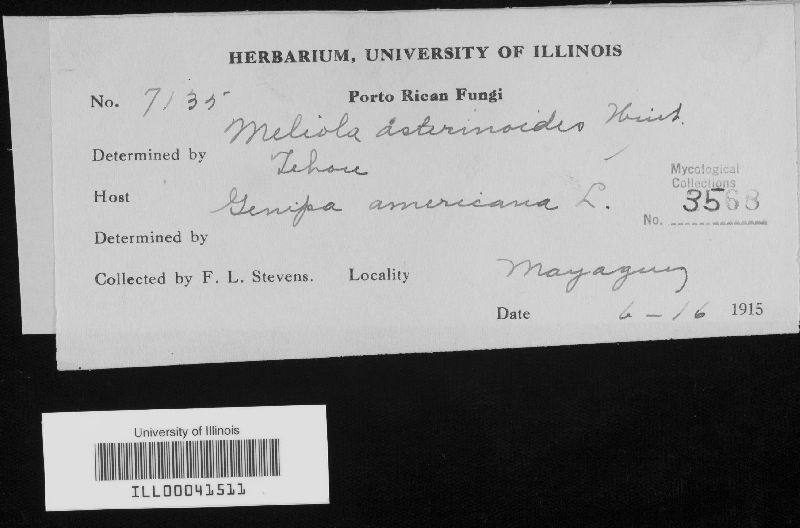 HERBARIUM, UNIVERSITY OF ILLINOIS
No. 7135 Porto Rican Fungi
Meliola asterinoides Wint.
Determined by Tehon
Host Genipa americana L.
Mycological
Collections
No. 3568
Determined by
Collected by F. L. Stevens. Locality Mayaguez
Date 6-16 1915
University of Illinois
ILL00041511